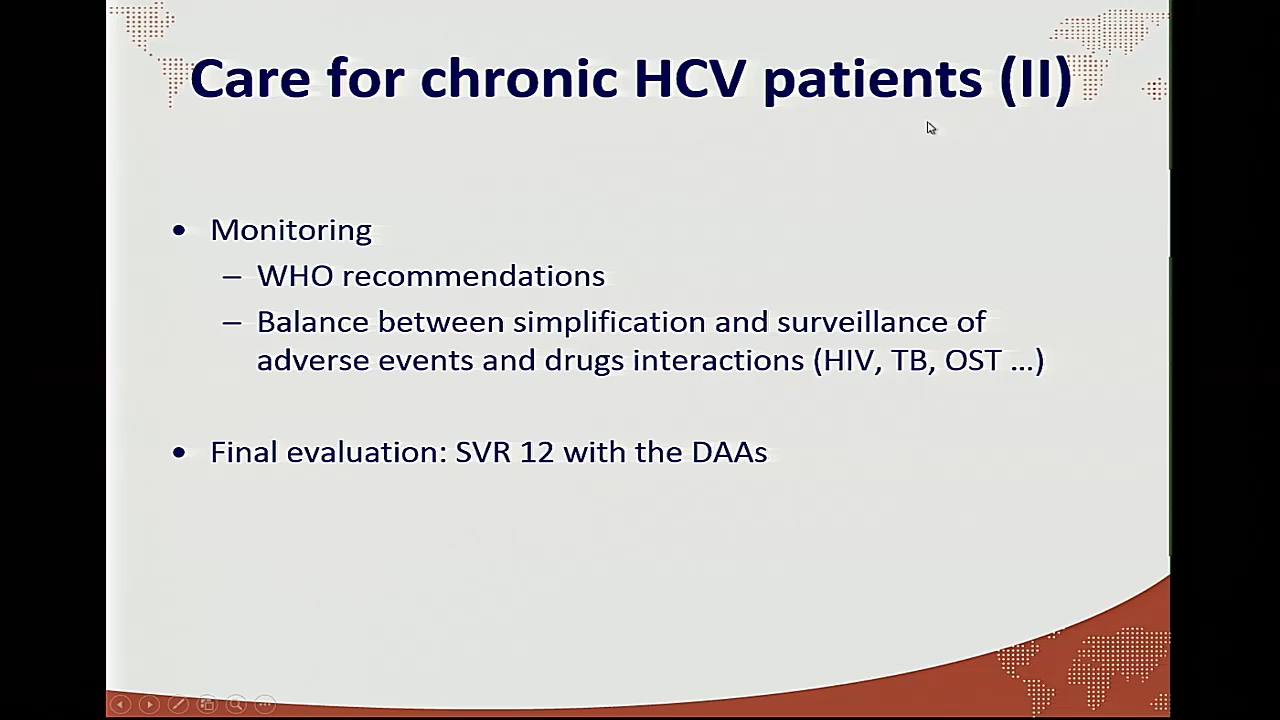 Care for chronic HCV patients (II)
• Monitoring
– WHO recommendations
– Balance between simplification and surveillance of
adverse events and drugs interactions (HIV, TB, OST ...)
• Final evaluation: SVR 12 with the DAAs